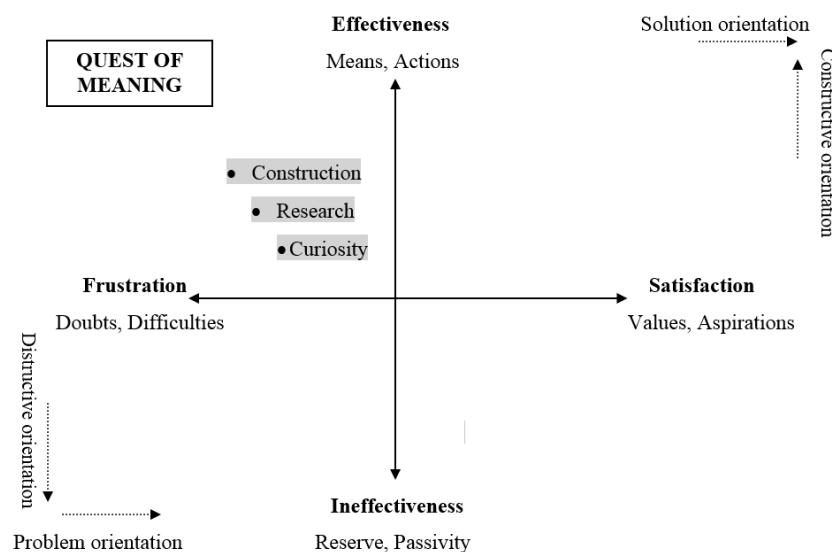 Effectiveness
Means, Actions
Solution orientation
QUEST OF
MEANING
Constructive orientation
• Construction
• Research
• Curiosity
Frustration
Doubts, Difficulties
Satisfaction
Values, Aspirations
Distructive orientation
Ineffectiveness
Reserve, Passivity
Problem orientation